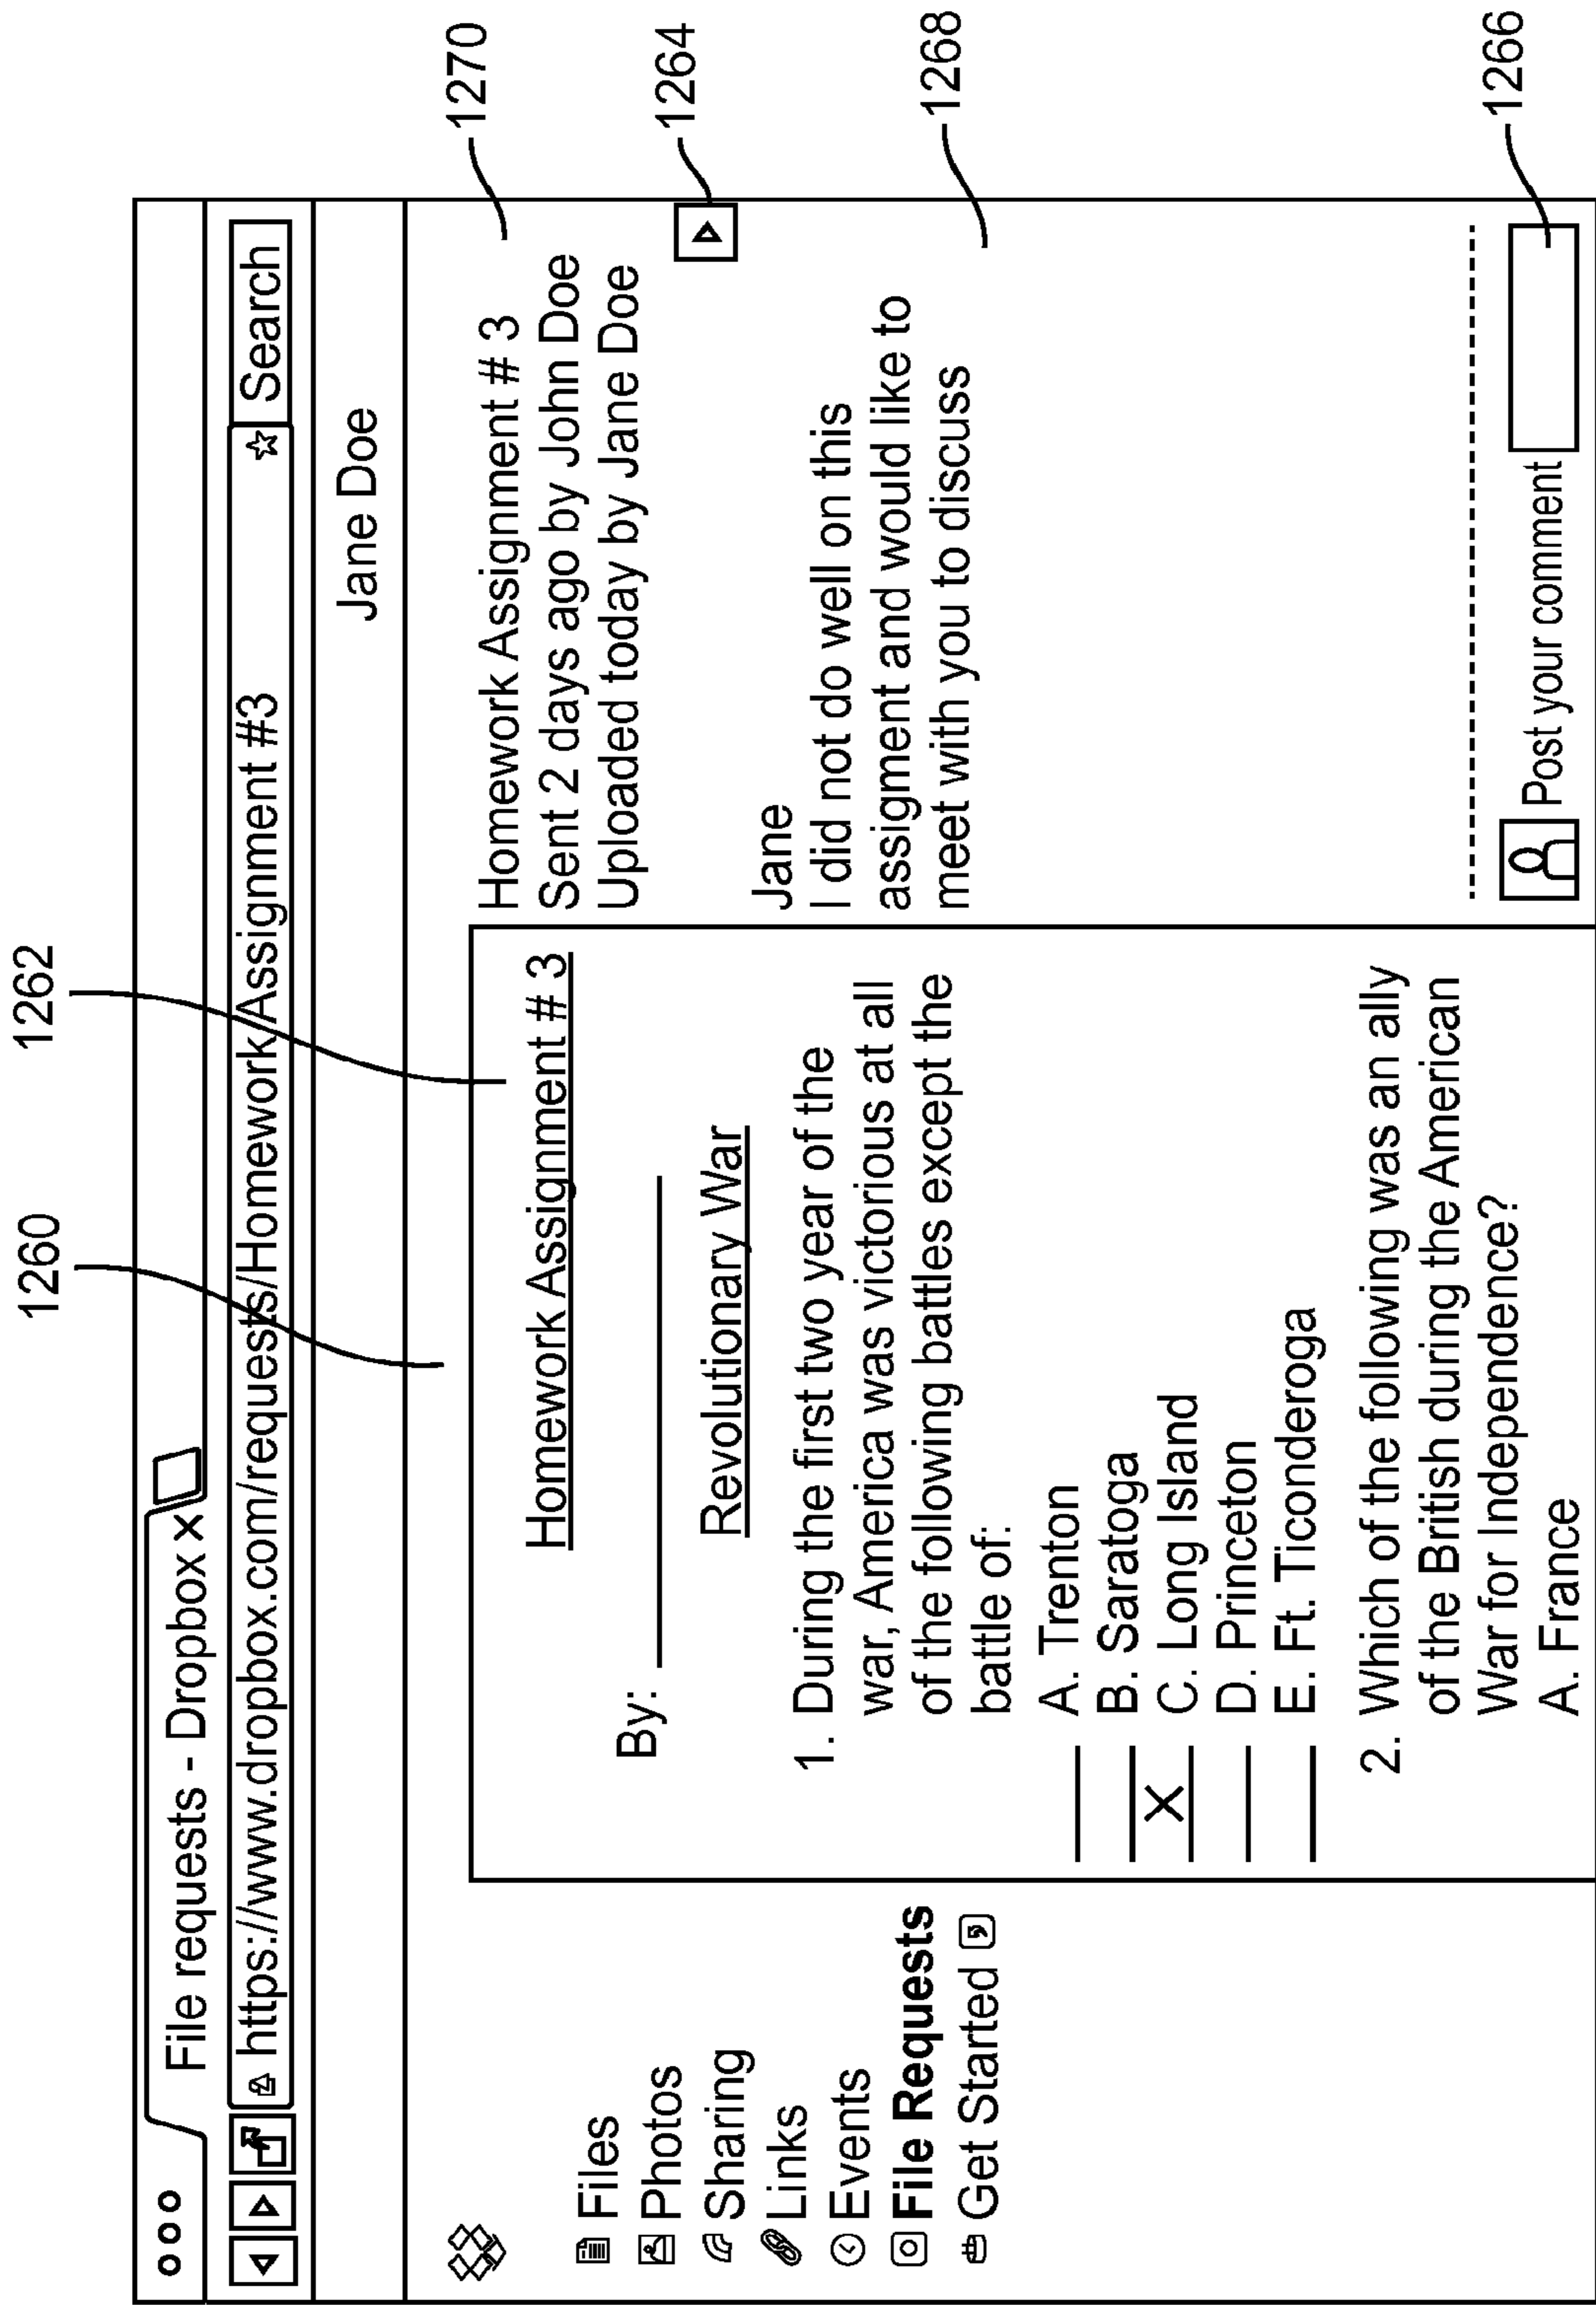 1260
1262
File requests - Dropbox X
https://www.dropbox.com/requests/Homework Assignment #3
Search
Jane Doe
Files
Photos
Sharing
Links
Events
File Requests
Get Started
Homework Assignment # 3
By:
Revolutionary War
1. During the first two year of the
war, America was victorious at all
of the following battles except the
battle of:
A. Trenton
B. Saratoga
X C. Long Island
D. Princeton
E. Ft. Ticonderoga
2. Which of the following was an ally
of the British during the American
War for Independence?
A. France
Homework Assignment # 3
Sent 2 days ago by John Doe
Uploaded today by Jane Doe
Jane
I did not do well on this
assigment and would like to
meet with you to discuss
Post your comment
1270
1264
1268
1266